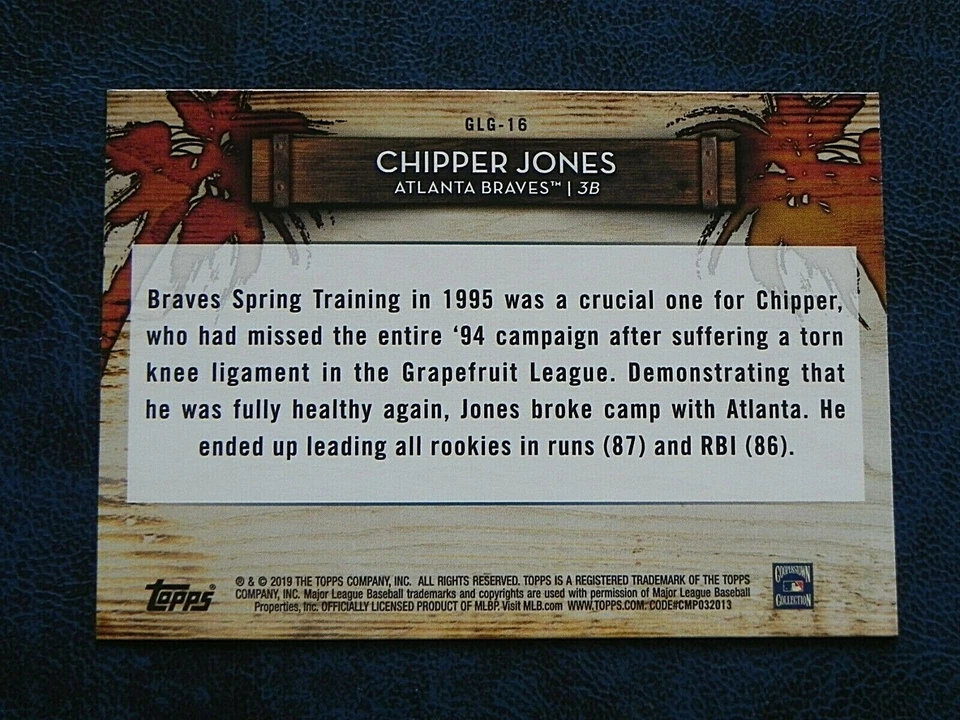 GLG-16
CHIPPER JONES
ATLANTA BRAVES™ | 3B
Braves Spring Training in 1995 was a crucial one for Chipper,
who had missed the entire ‘94 campaign after suffering a torn
knee ligament in the Grapefruit League. Demonstrating that
he was fully healthy again, Jones broke camp with Atlanta. He
ended up leading all rookies in runs (87) and RBI (86).
topps®
® & © 2019 THE TOPPS COMPANY, INC. ALL RIGHTS RESERVED. TOPPS IS A REGISTERED TRADEMARK OF THE TOPPS
COMPANY, INC. Major League Baseball trademarks and copyrights are used with permission of Major League Baseball
Properties, Inc. OFFICIALLY LICENSED PRODUCT OF MLBP. Visit MLB.com WWW.TOPPS.COM. CODE#CMP032013
COOPERSTOWN
COLLECTION